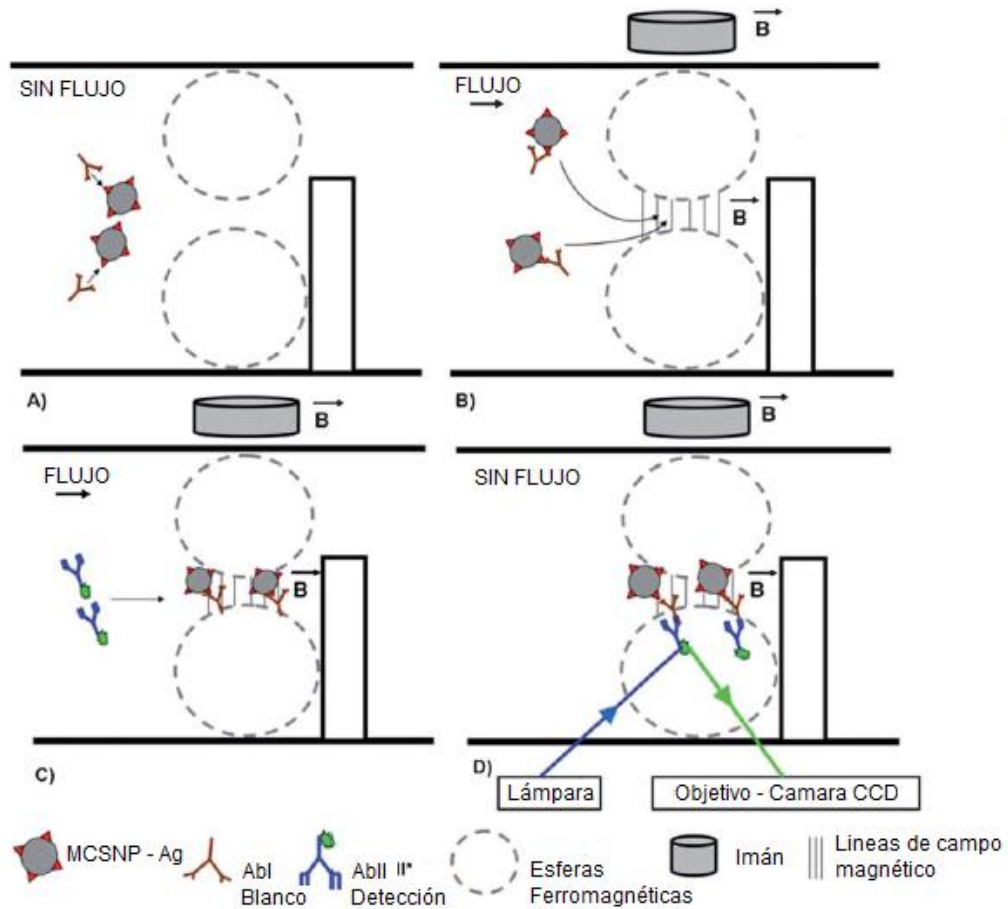 B
SIN FLUJO
FLUJO
B
A)
B)
B
B
FLUJO
SIN FLUJO
B
B
C)
D)
Lámpara
Objetivo - Camara CCD
MCSNP - Ag
AbI
Blanco
AbII II*
Detección
Esferas
Ferromagnéticas
Imán
Lineas de campo
magnético